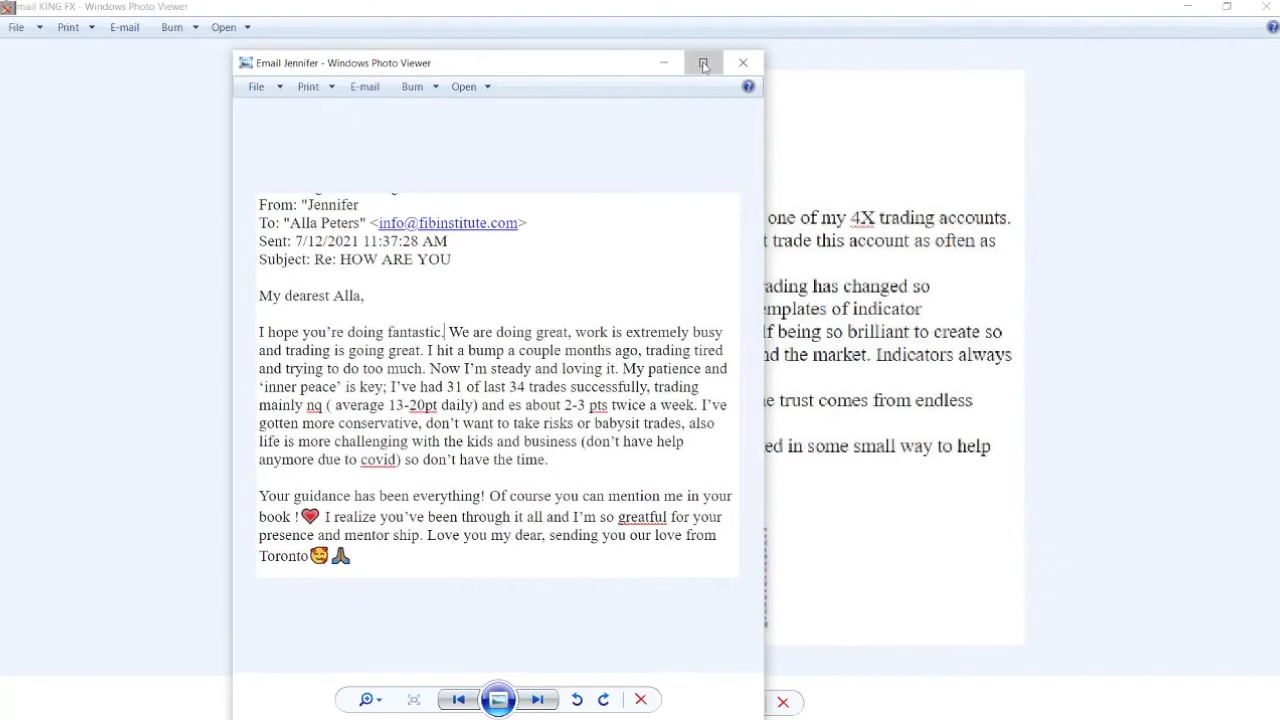 mail KING FX - Windows Photo Viewer
File Print E-mail Burn Open
Email Jennifer - Windows Photo Viewer
File Print E-mail Burn Open
From: "Jennifer
To: "Alla Peters" <info@fibinstitute.com>
Sent: 7/12/2021 11:37:28 AM
Subject: Re: HOW ARE YOU
My dearest Alla,
I hope you're doing fantastic. We are doing great, work is extremely busy
and trading is going great. I hit a bump a couple months ago, trading tired
and trying to do too much. Now I'm steady and loving it. My patience and
‘inner peace’ is key; I've had 31 of last 34 trades successfully, trading
mainly nq ( average 13-20pt daily) and es about 2-3 pts twice a week. I've
gotten more conservative, don't want to take risks or babysit trades, also
life is more challenging with the kids and business (don't have help
anymore due to covid) so don't have the time.
Your guidance has been everything! Of course you can mention me in your
book !❤️ I realize you've been through it all and I'm so greatful for your
presence and mentor ship. Love you my dear, sending you our love from
Toronto🥰🙏🏽
one of my 4X trading accounts.
t trade this account as often as
rading has changed so
emplates of indicator
lf being so brilliant to create so
nd the market. Indicators always
e trust comes from endless
ed in some small way to help